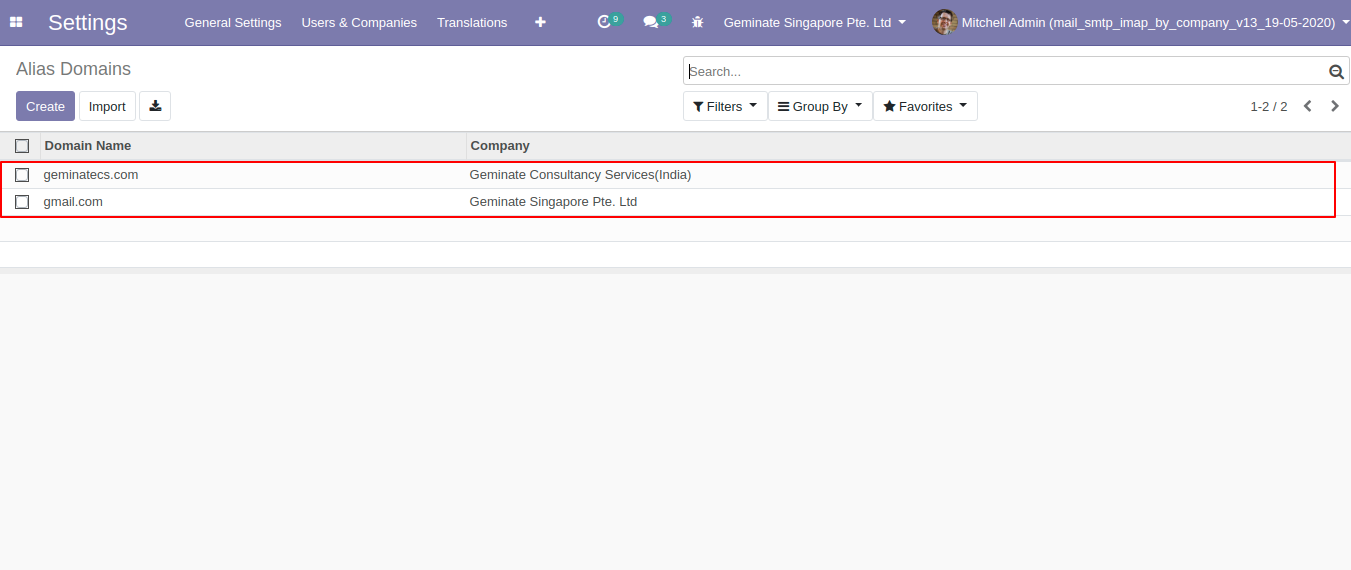 Settings General Settings Users & Companies Translations 9 3 Geminate Singapore Pte. Ltd Mitchell Admin (mail_smtp_imap_by_company_v13_19-05-2020)
Alias Domains
Search...
Create Import Filters Group By Favorites 1-2 / 2
Domain Name Company
geminatecs.com Geminate Consultancy Services(India)
gmail.com Geminate Singapore Pte. Ltd